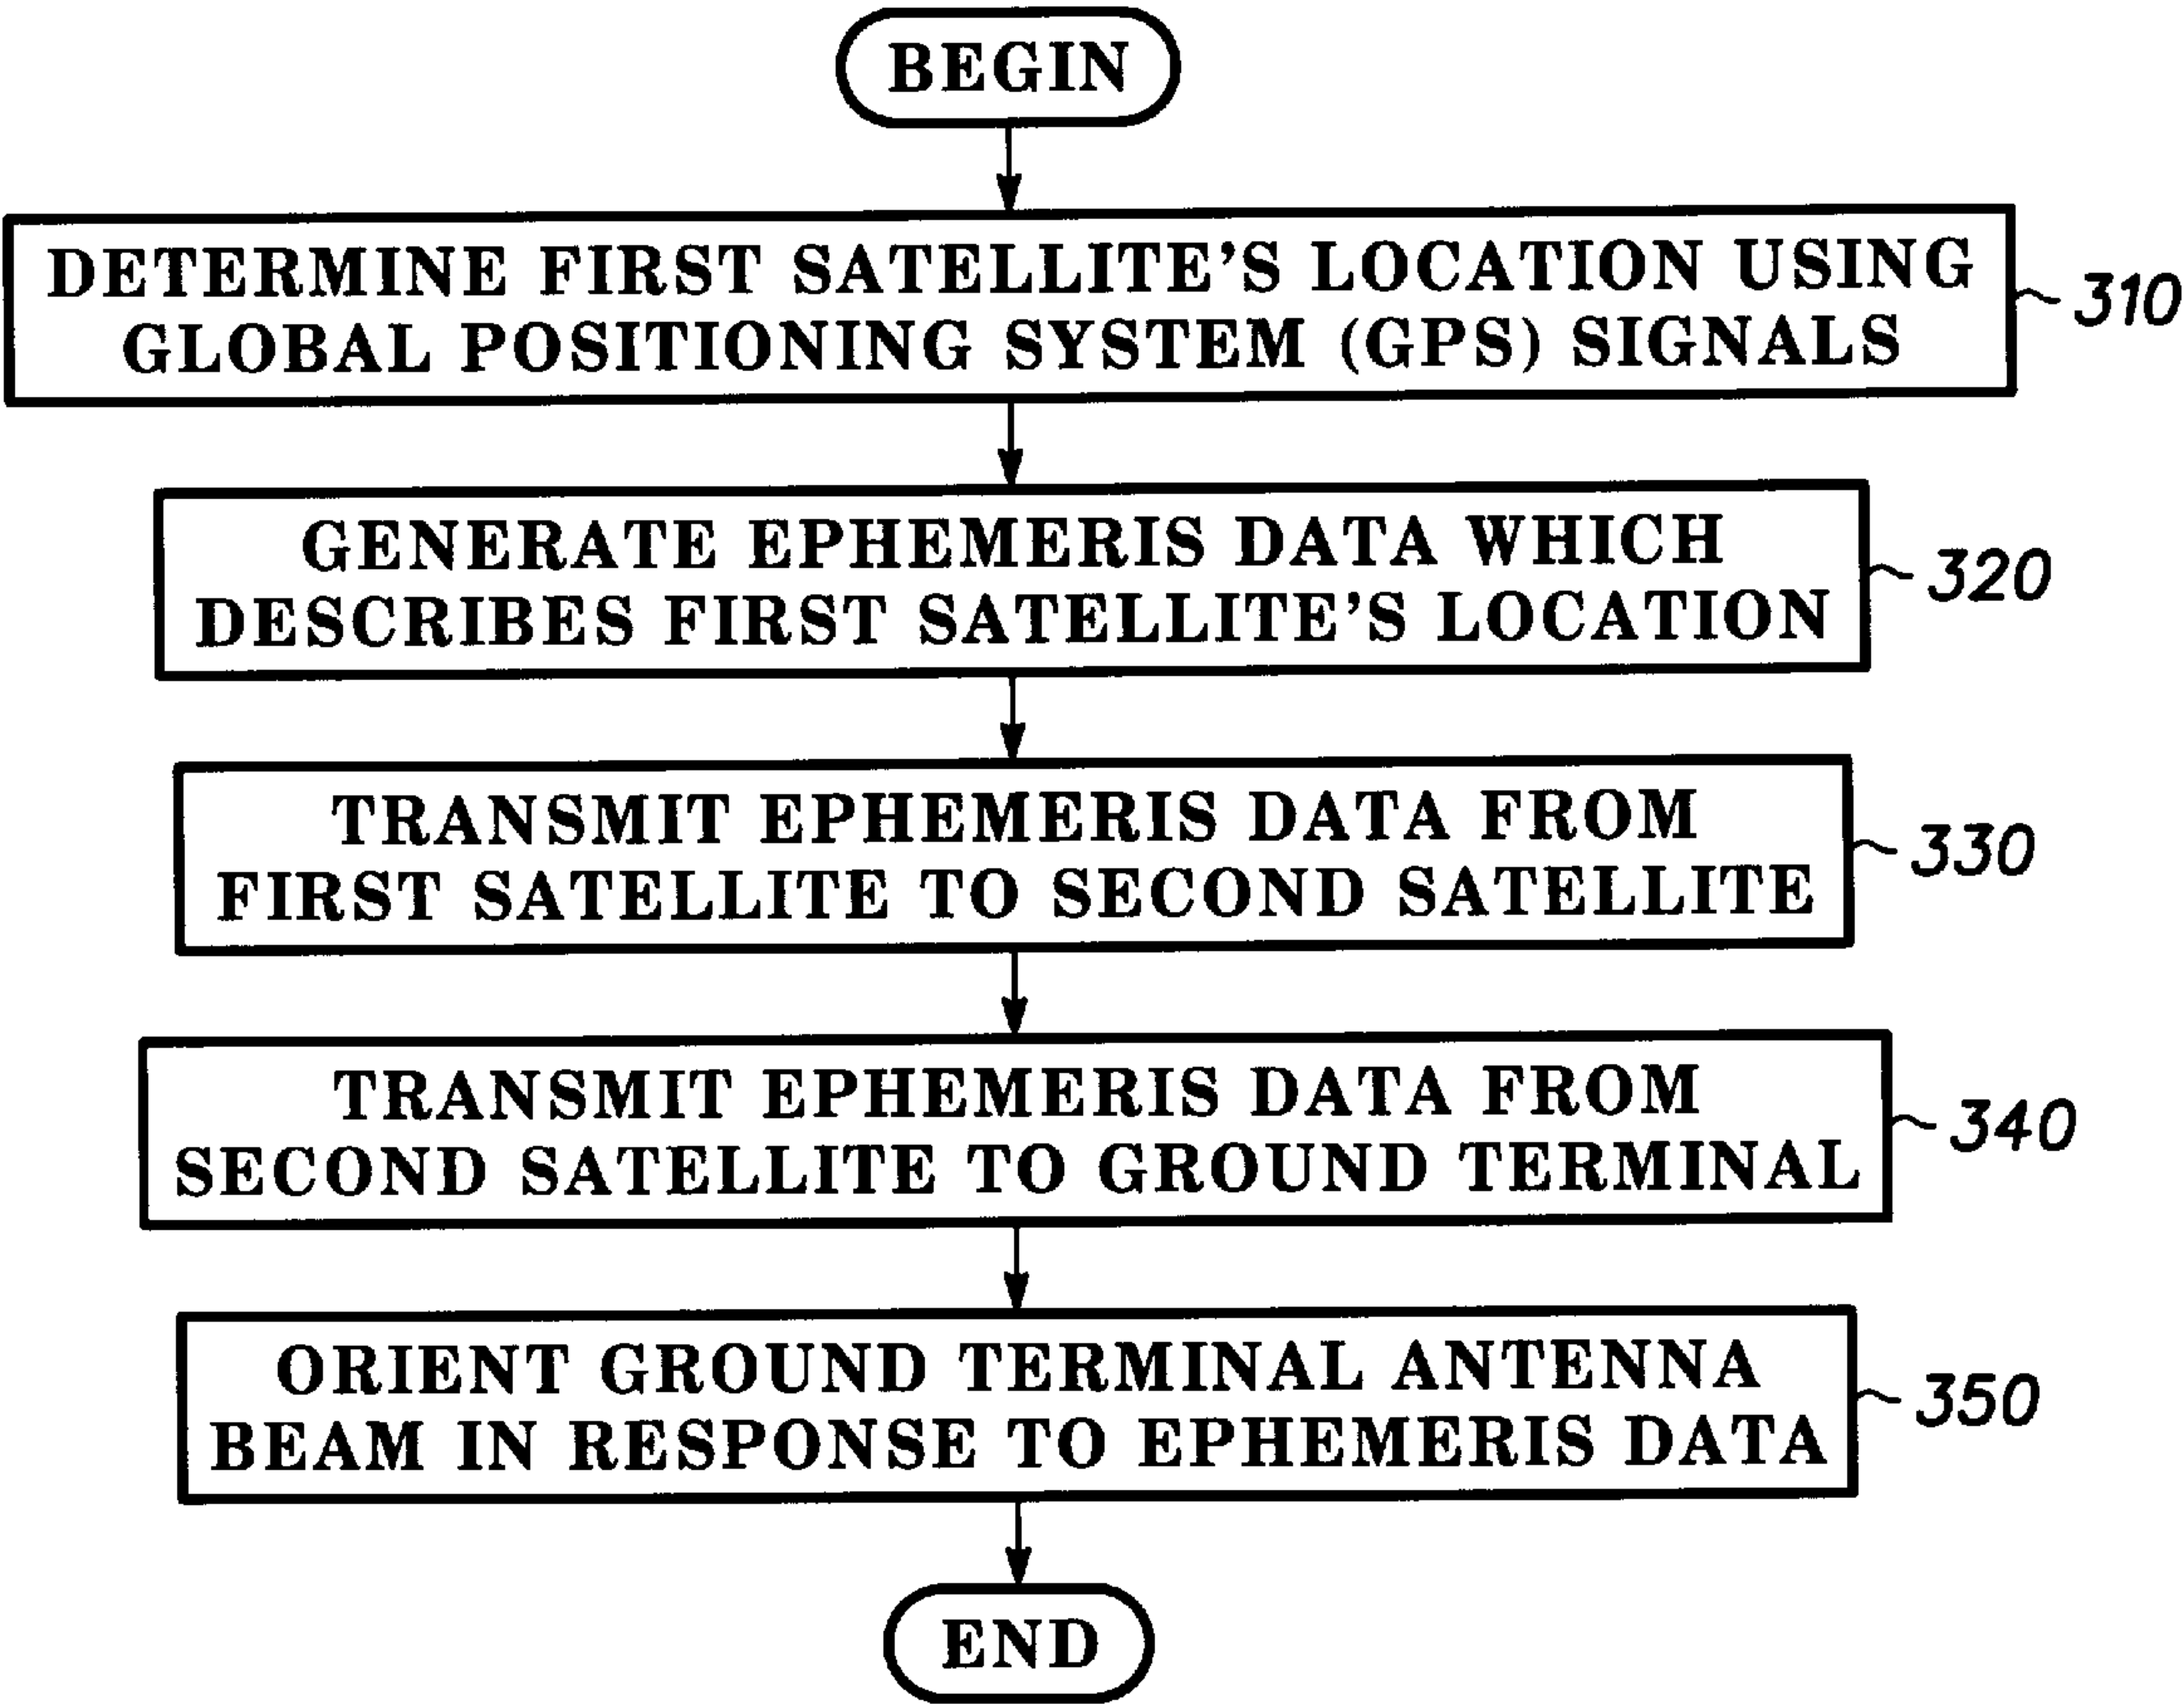 BEGIN
DETERMINE FIRST SATELLITE'S LOCATION USING
GLOBAL POSITIONING SYSTEM (GPS) SIGNALS
310
GENERATE EPHEMERIS DATA WHICH
DESCRIBES FIRST SATELLITE'S LOCATION
320
TRANSMIT EPHEMERIS DATA FROM
FIRST SATELLITE TO SECOND SATELLITE
330
TRANSMIT EPHEMERIS DATA FROM
SECOND SATELLITE TO GROUND TERMINAL
340
ORIENT GROUND TERMINAL ANTENNA
BEAM IN RESPONSE TO EPHEMERIS DATA
350
END